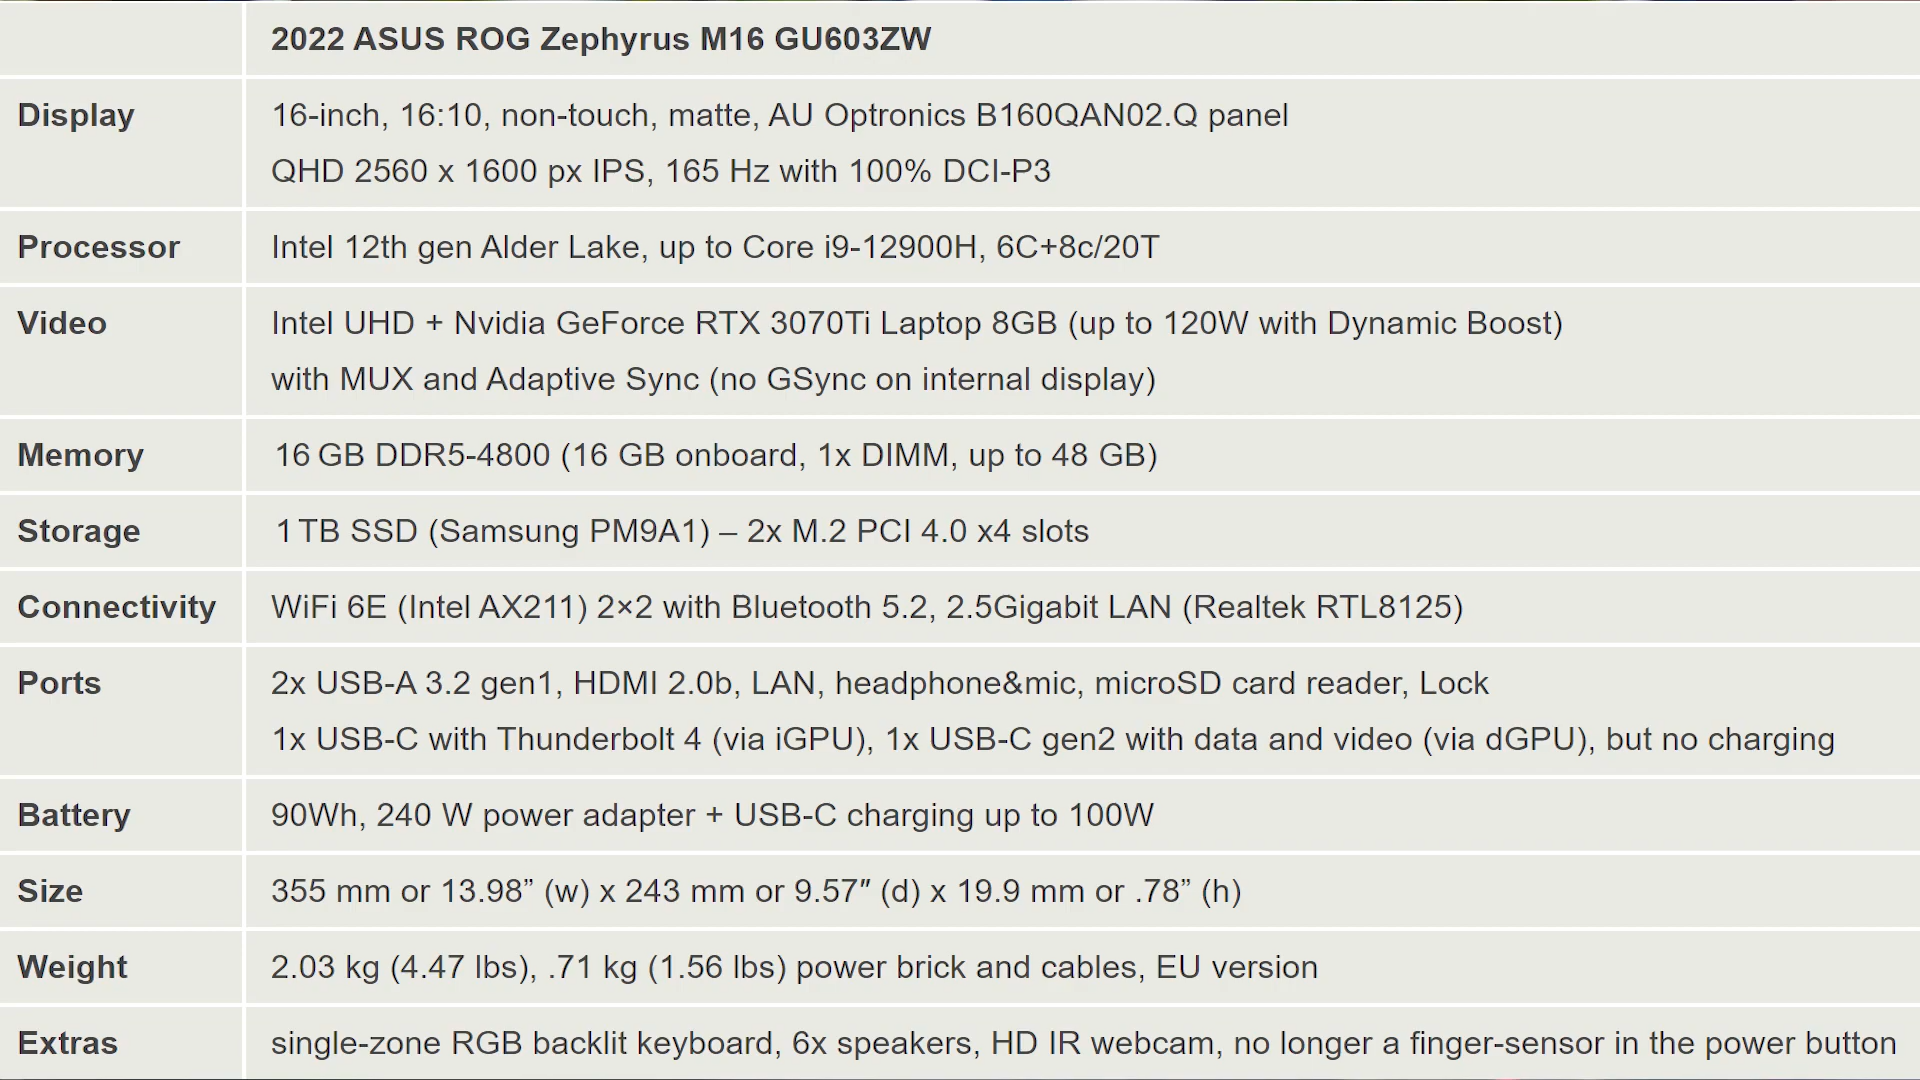 2022 ASUS ROG Zephyrus M16 GU603ZW
Display
16-inch, 16:10, non-touch, matte, AU Optronics B160QAN02.Q panel
QHD 2560 x 1600 px IPS, 165 Hz with 100% DCI-P3
Processor
Intel 12th gen Alder Lake, up to Core i9-12900H, 6C+8c/20T
Video
Intel UHD + Nvidia GeForce RTX 3070Ti Laptop 8GB (up to 120W with Dynamic Boost)
with MUX and Adaptive Sync (no GSync on internal display)
Memory
16 GB DDR5-4800 (16 GB onboard, 1x DIMM, up to 48 GB)
Storage
1 TB SSD (Samsung PM9A1) – 2x M.2 PCI 4.0 x4 slots
Connectivity
WiFi 6E (Intel AX211) 2×2 with Bluetooth 5.2, 2.5Gigabit LAN (Realtek RTL8125)
Ports
2x USB-A 3.2 gen1, HDMI 2.0b, LAN, headphone&mic, microSD card reader, Lock
1x USB-C with Thunderbolt 4 (via iGPU), 1x USB-C gen2 with data and video (via dGPU), but no charging
Battery
90Wh, 240 W power adapter + USB-C charging up to 100W
Size
355 mm or 13.98” (w) x 243 mm or 9.57″ (d) x 19.9 mm or .78” (h)
Weight
2.03 kg (4.47 lbs), .71 kg (1.56 lbs) power brick and cables, EU version
Extras
single-zone RGB backlit keyboard, 6x speakers, HD IR webcam, no longer a finger-sensor in the power button